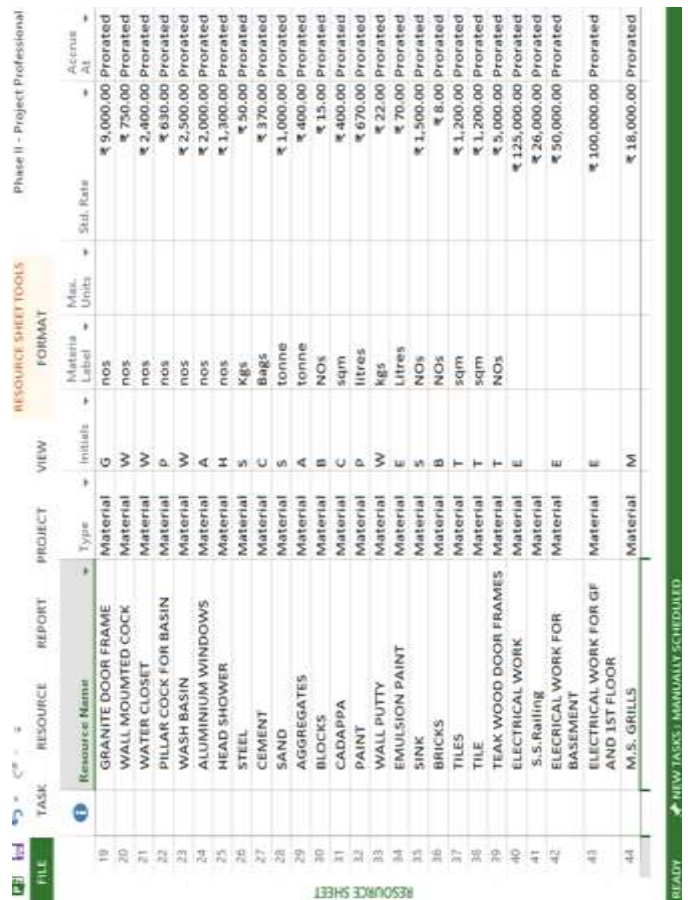 RESOURCE SHEET TOOLS
Phase II - Project Professional
FILE TASK RESOURCE REPORT PROJECT VIEW FORMAT
Resource Name Type Initials Materia Label Max. Units Std. Rate Accrue At
19 GRANITE DOOR FRAME Material G nos ₹ 9,000.00 Prorated
20 WALL MOUMTED COCK Material W nos ₹ 750.00 Prorated
21 WATER CLOSET Material W nos ₹ 2,400.00 Prorated
22 PILLAR COCK FOR BASIN Material P nos ₹ 630.00 Prorated
23 WASH BASIN Material W nos ₹ 2,500.00 Prorated
24 ALUMINIUM WINDOWS Material A nos ₹ 2,000.00 Prorated
25 HEAD SHOWER Material H nos ₹ 1,300.00 Prorated
26 STEEL Material S Kgs ₹ 50.00 Prorated
27 CEMENT Material C Bags ₹ 370.00 Prorated
28 SAND Material S tonne ₹ 1,000.00 Prorated
29 AGGREGATES Material A tonne ₹ 400.00 Prorated
30 BLOCKS Material B NOs ₹ 15.00 Prorated
31 CADAPPA Material C sqm ₹ 400.00 Prorated
32 PAINT Material P litres ₹ 670.00 Prorated
33 WALL PUTTY Material W kgs ₹ 22.00 Prorated
34 EMULSION PAINT Material E Litres ₹ 70.00 Prorated
35 SINK Material S NOs ₹ 1,500.00 Prorated
36 BRICKS Material B NOs ₹ 8.00 Prorated
37 TILES Material T sqm ₹ 1,200.00 Prorated
38 TILE Material T sqm ₹ 1,200.00 Prorated
39 TEAK WOOD DOOR FRAMES Material T NOs ₹ 5,000.00 Prorated
40 ELECTRICAL WORK Material E ₹ 125,000.00 Prorated
41 S.S.Railing Material ₹ 26,000.00 Prorated
42 ELECRICAL WORK FOR BASEMENT Material E ₹ 50,000.00 Prorated
43 ELECTRICAL WORK FOR GF AND 1ST FLOOR Material E ₹ 100,000.00 Prorated
44 M.S. GRILLS Material M ₹ 18,000.00 Prorated
RESOURCE SHEET
READY NEW TASKS : MANUALLY SCHEDULED